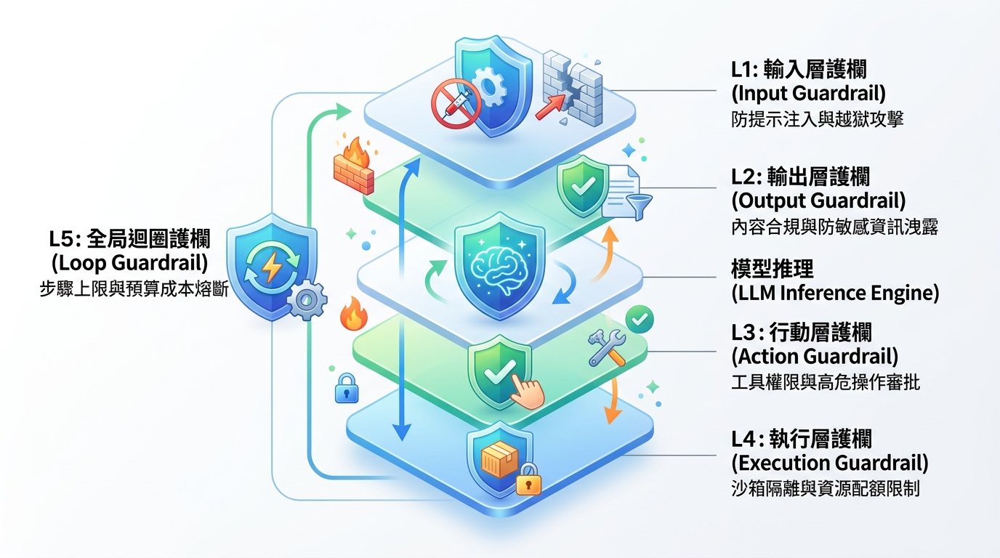 L1: 輸入層護欄
(Input Guardrail)
防提示注入與越獄攻擊
L2: 輸出層護欄
(Output Guardrail)
內容合規與防敏感資訊洩露
L5: 全局迴圈護欄
(Loop Guardrail)
步驟上限與預算成本熔斷
模型推理
(LLM Inference Engine)
L3: 行動層護欄
(Action Guardrail)
工具權限與高危操作審批
L4: 執行層護欄
(Execution Guardrail)
沙箱隔離與資源配額限制